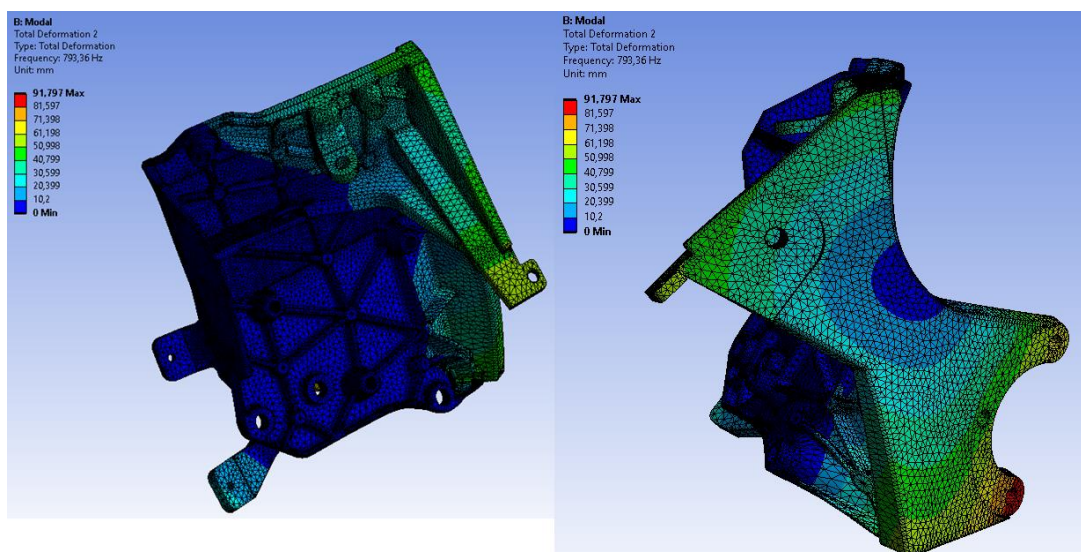 B: Modal
Total Deformation 2
Type: Total Deformation
Frequency: 793,36 Hz
Unit: mm
91,797 Max
81,597
71,398
61,198
50,998
40,799
30,599
20,399
10,2
0 Min
B: Modal
Total Deformation 2
Type: Total Deformation
Frequency: 793,36 Hz
Unit: mm
91,797 Max
81,597
71,398
61,198
50,998
40,799
30,599
20,399
10,2
0 Min